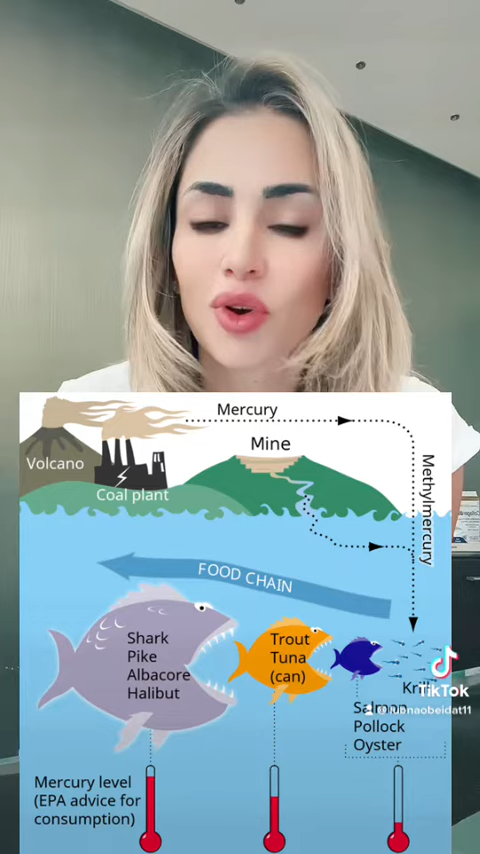 Mercury
Mine
Volcano
Coal plant
Methylmercury
FOOD CHAIN
Shark
Pike
Albacore
Halibut
Trout
Tuna
(can)
Krill
TikTok
Salmon
Pollock
Oyster
Mercury level
(EPA advice for
consumption)